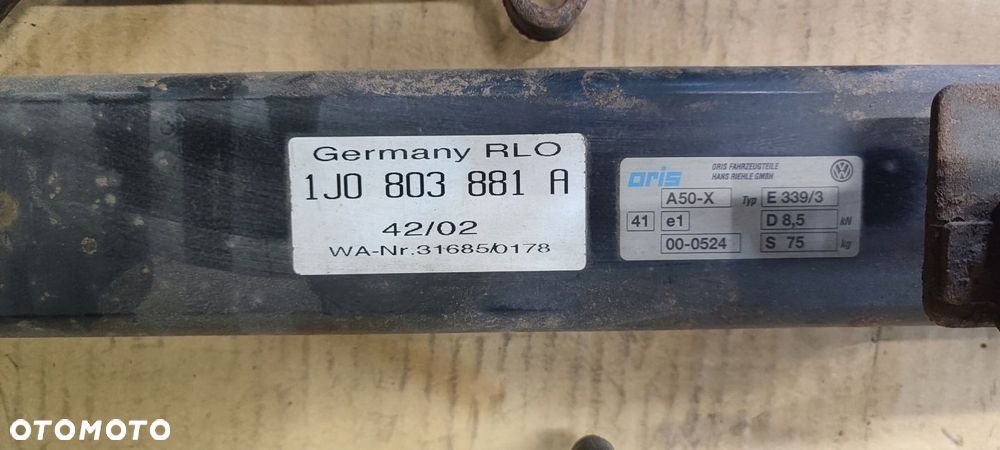 Germany RLO
1J0 803 881 A
42/02
WA-Nr.31685/0178
oris ORIS FAHRZEUGTEILE
HANS RIEHLE GMBH
A50-X Typ E 339/3
41 e1 D 8,5 kN
00-0524 S 75 kg
OTOMOTO